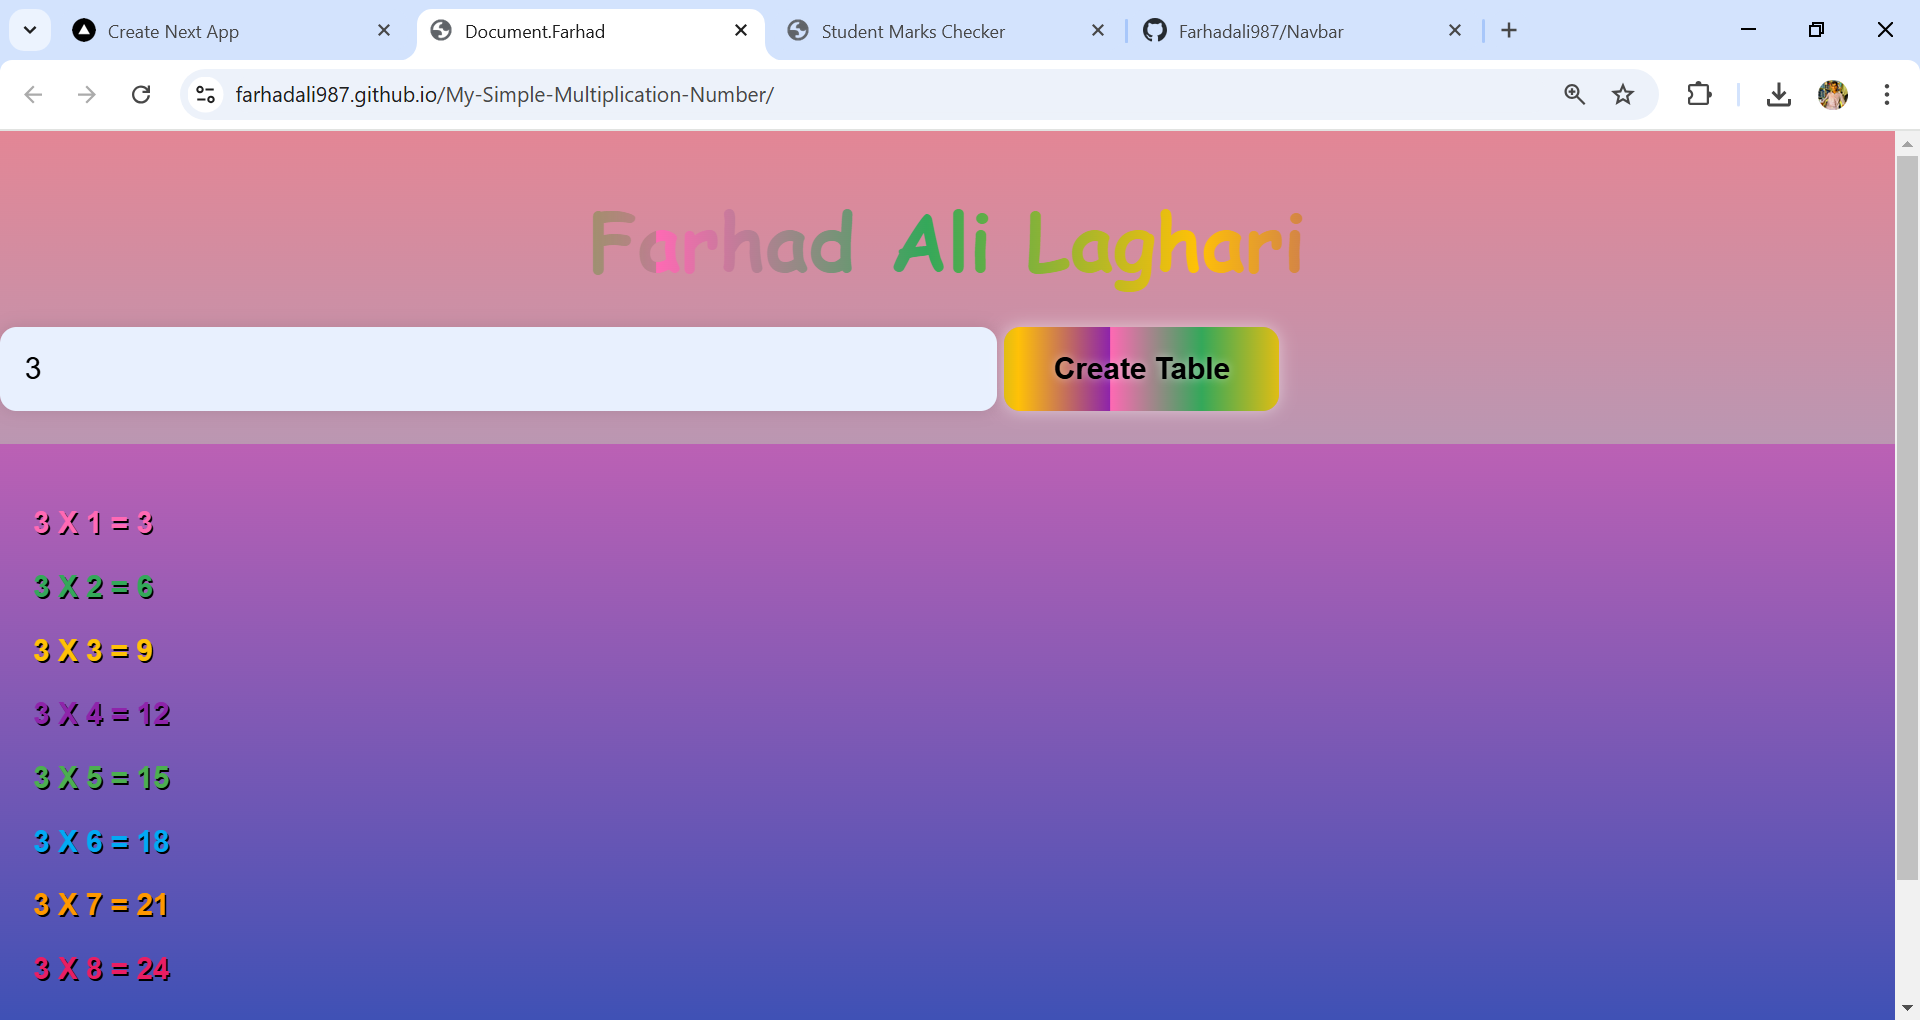 Create Next App
Document.Farhad
Student Marks Checker
Farhadali987/Navbar
farhadali987.github.io/My-Simple-Multiplication-Number/
Farhad Ali Laghari
3
Create Table
3 X 1 = 3
3 X 2 = 6
3 X 3 = 9
3 X 4 = 12
3 X 5 = 15
3 X 6 = 18
3 X 7 = 21
3 X 8 = 24